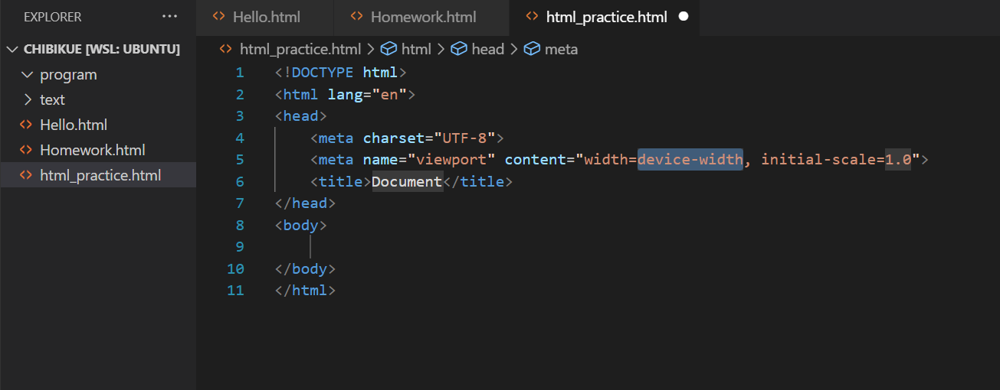 EXPLORER ···
CHIBIKUE [WSL: UBUNTU]
program
text
Hello.html
Homework.html
html_practice.html
Hello.html Homework.html html_practice.html
html_practice.html > html > head > meta
1 <!DOCTYPE html>
2 <html lang="en">
3 <head>
4     <meta charset="UTF-8">
5     <meta name="viewport" content="width=device-width, initial-scale=1.0">
6     <title>Document</title>
7 </head>
8 <body>
9
10 </body>
11 </html>